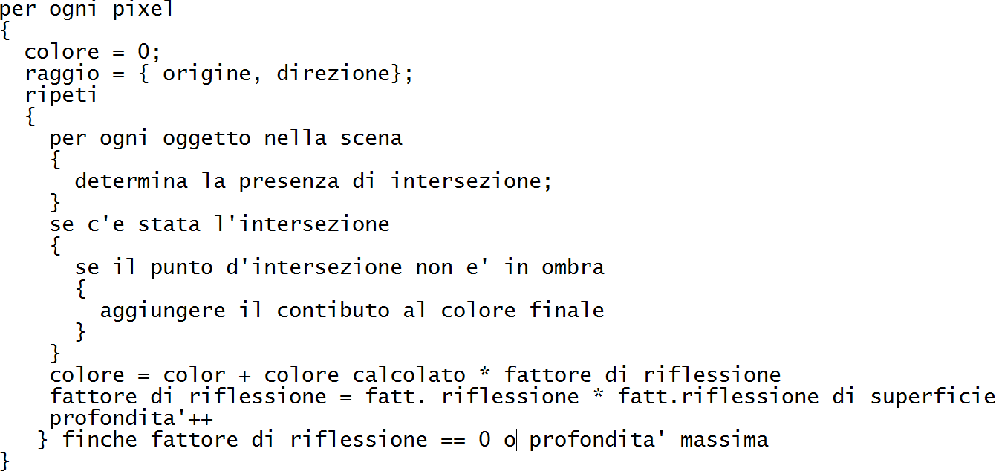 per ogni pixel
{
  colore = 0;
  raggio = { origine, direzione};
  ripeti
  {
    per ogni oggetto nella scena
    {
      determina la presenza di intersezione;
    }
    se c'e stata l'intersezione
    {
      se il punto d'intersezione non e' in ombra
      {
        aggiungere il contibuto al colore finale
      }
    }
    colore = color + colore calcolato * fattore di riflessione
    fattore di riflessione = fatt. riflessione * fatt.riflessione di superficie
    profondita'++
   } finche fattore di riflessione == 0 o profondita' massima
}